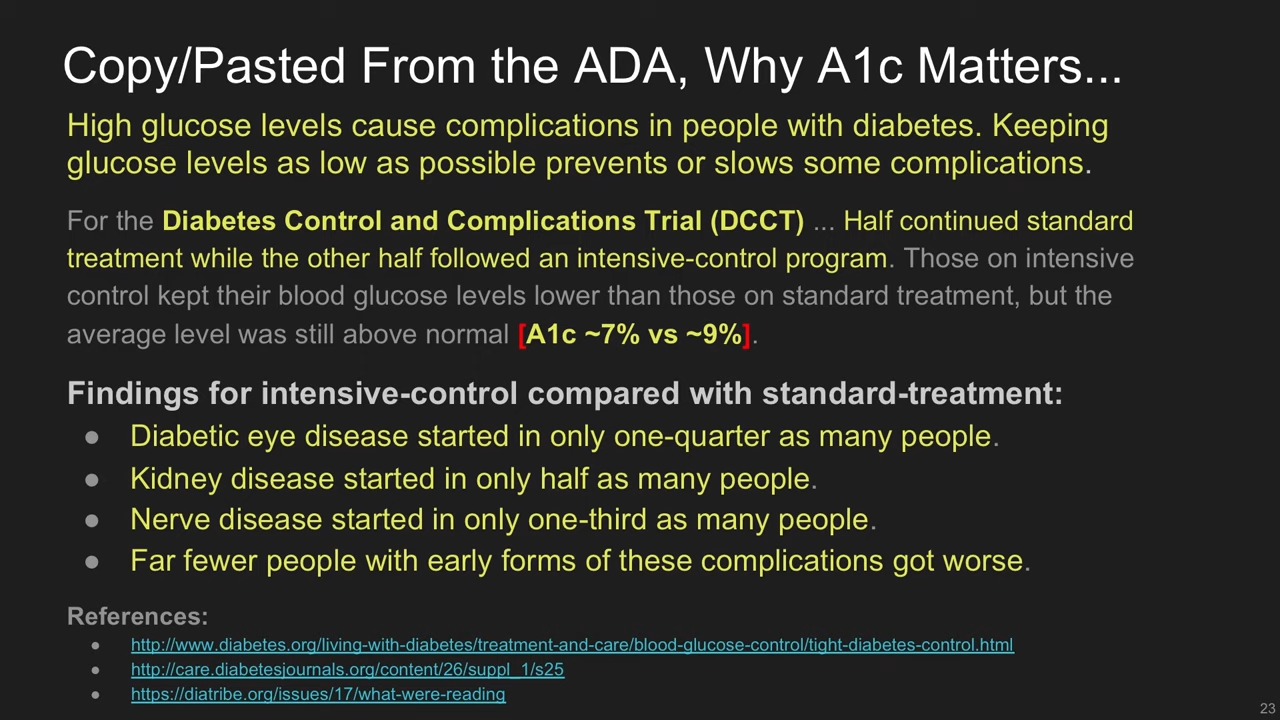 Copy/Pasted From the ADA, Why A1c Matters...
High glucose levels cause complications in people with diabetes. Keeping
glucose levels as low as possible prevents or slows some complications.
For the Diabetes Control and Complications Trial (DCCT) ... Half continued standard
treatment while the other half followed an intensive-control program. Those on intensive
control kept their blood glucose levels lower than those on standard treatment, but the
average level was still above normal [A1c ~7% vs ~9%].
Findings for intensive-control compared with standard-treatment:
● Diabetic eye disease started in only one-quarter as many people.
● Kidney disease started in only half as many people.
● Nerve disease started in only one-third as many people.
● Far fewer people with early forms of these complications got worse.
References:
● http://www.diabetes.org/living-with-diabetes/treatment-and-care/blood-glucose-control/tight-diabetes-control.html
● http://care.diabetesjournals.org/content/26/suppl_1/s25
● https://diatribe.org/issues/17/what-were-reading
23